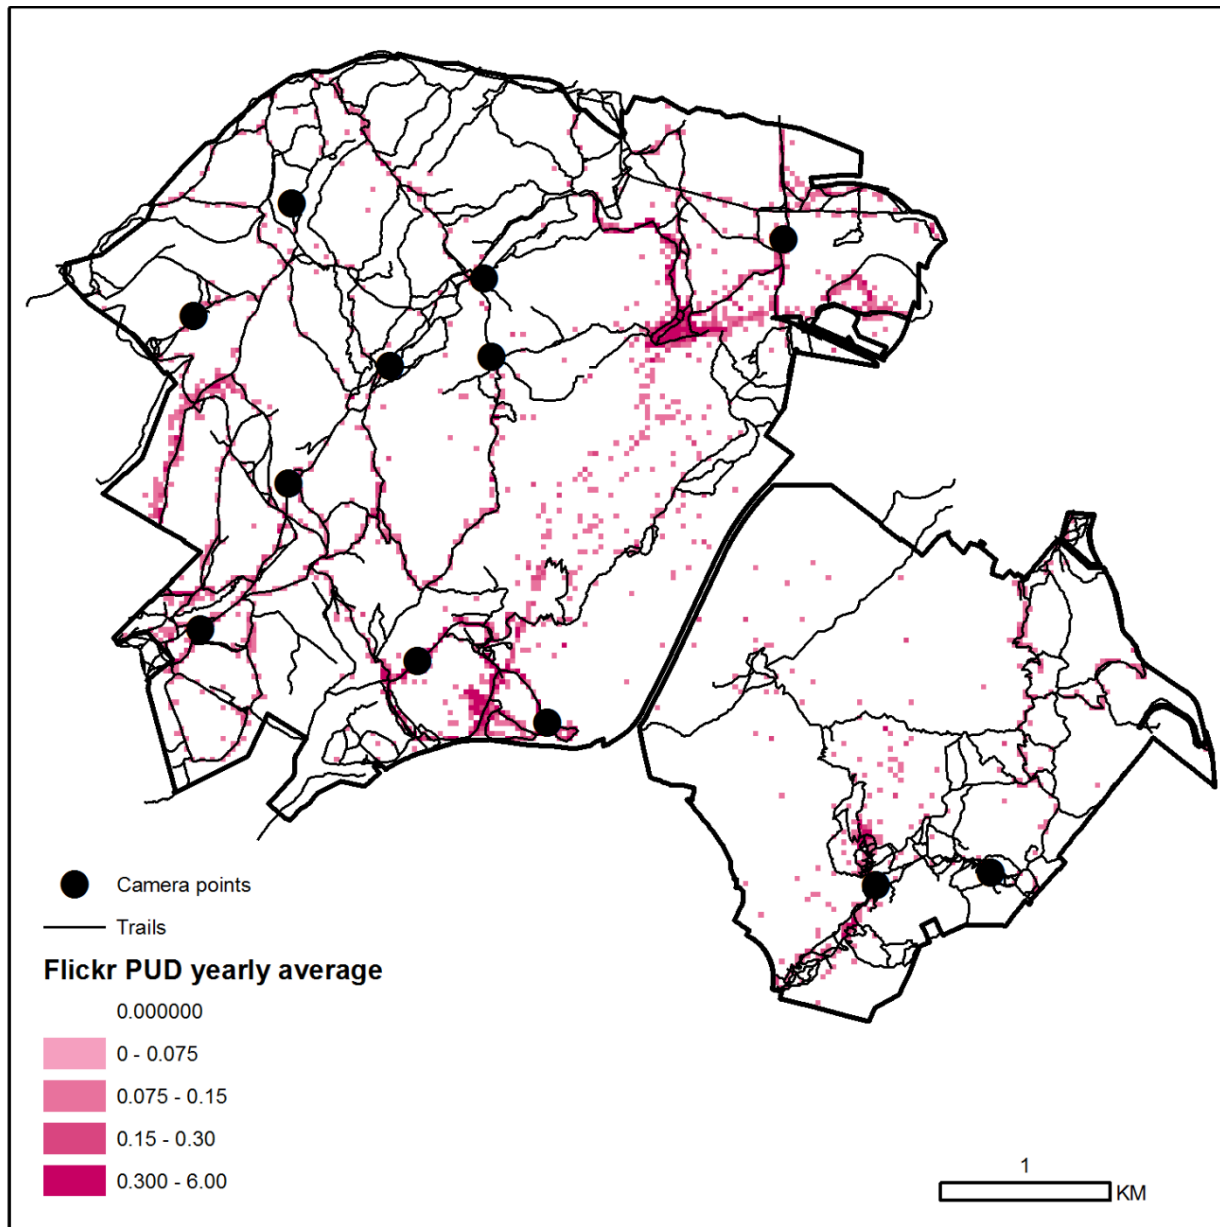 Camera points
Trails
Flickr PUD yearly average
0.000000
0 - 0.075
0.075 - 0.15
0.15 - 0.30
0.300 - 6.00
1
KM